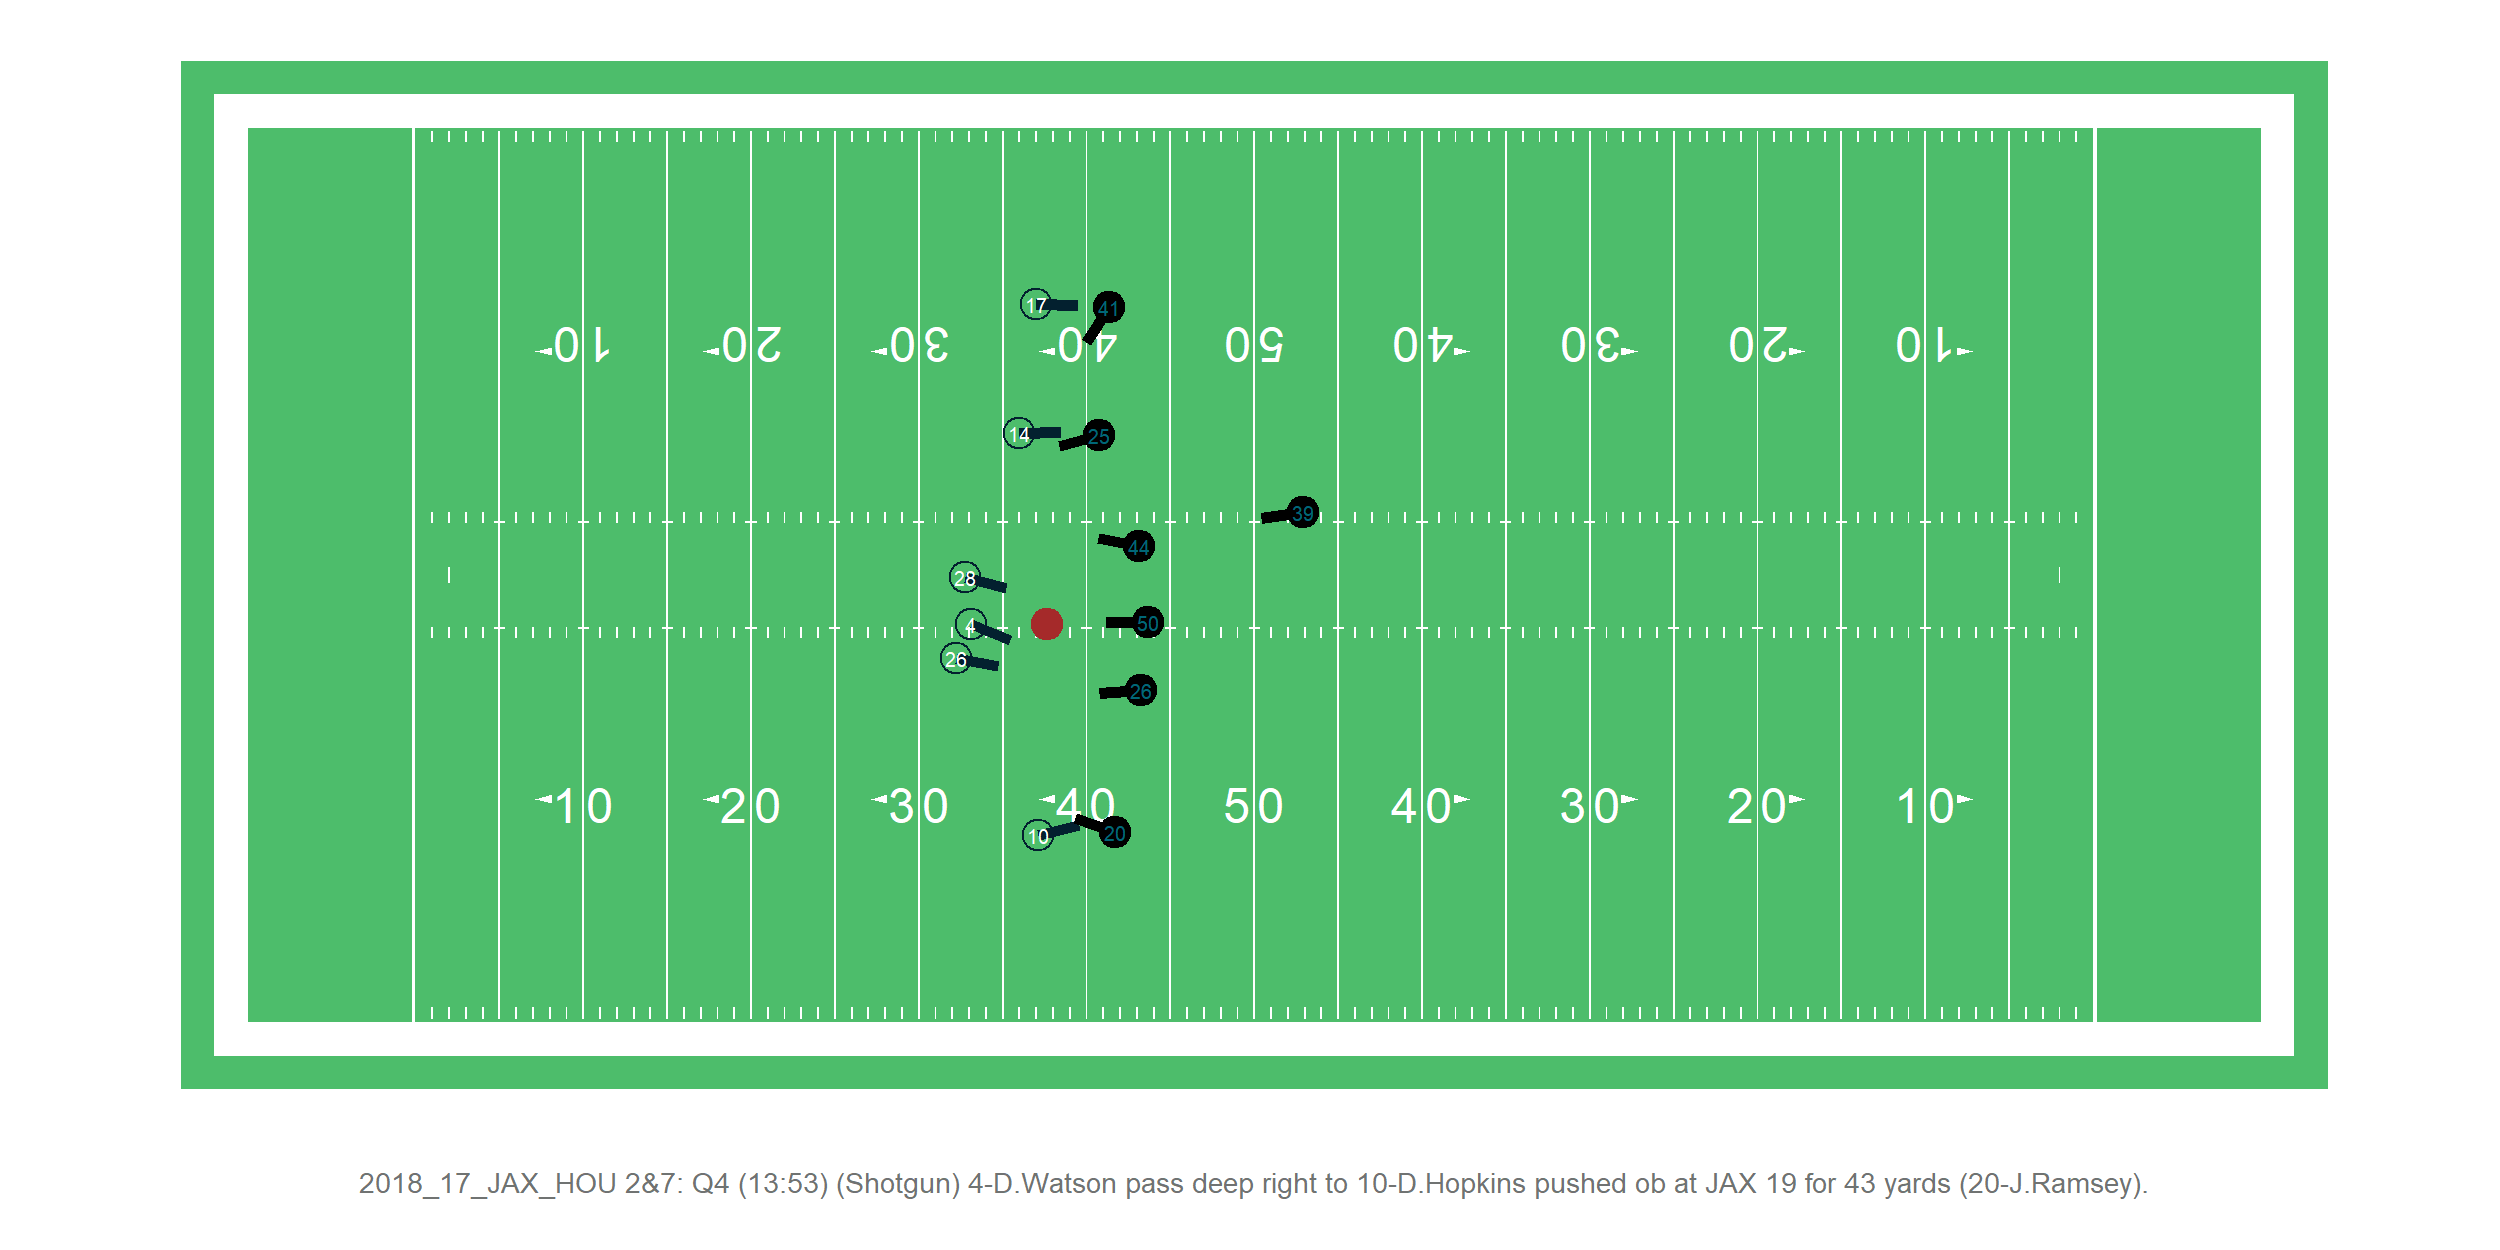 17 41
10 20 30 40 50 40 30 20 10
14 25
39
44
28
4 50
26 26
10 20 30 40 50 40 30 20 10
10 20
2018_17_JAX_HOU 2&7: Q4 (13:53) (Shotgun) 4-D.Watson pass deep right to 10-D.Hopkins pushed ob at JAX 19 for 43 yards (20-J.Ramsey).